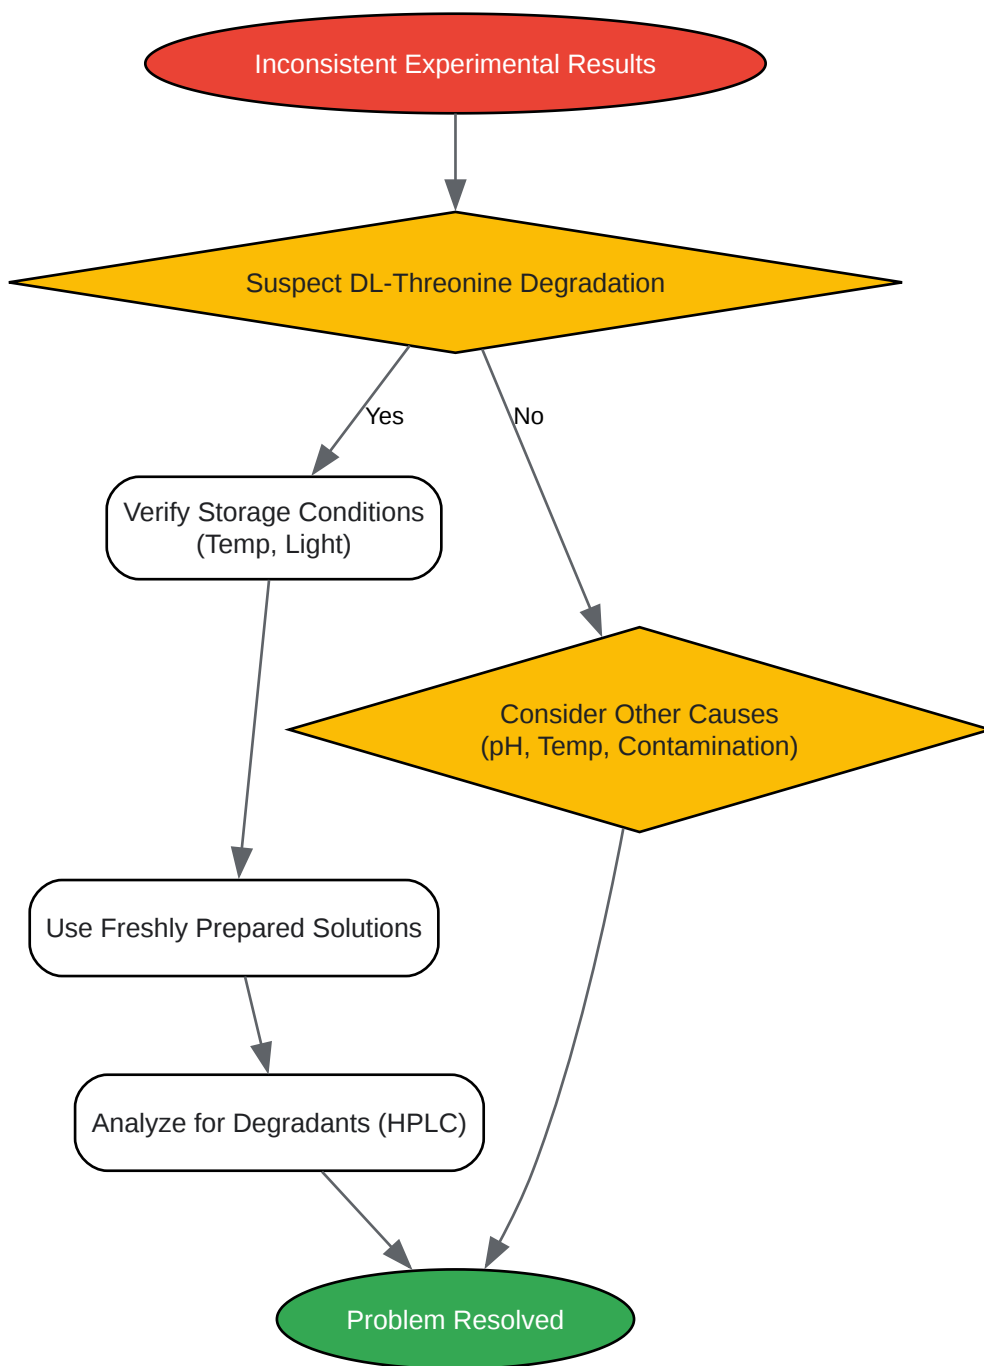 Inconsistent Experimental Results
Suspect DL-Threonine Degradation
Yes
No
Verify Storage Conditions
(Temp, Light)
Consider Other Causes
(pH, Temp, Contamination)
Use Freshly Prepared Solutions
Analyze for Degradants (HPLC)
Problem Resolved